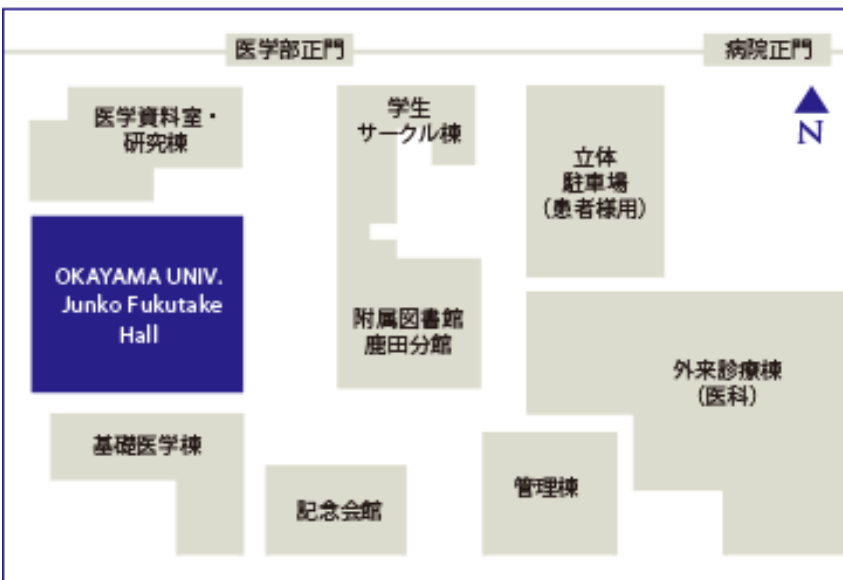 医学部正門
病院正門
N
医学資料室・
研究棟
学生
サークル棟
立体
駐車場
（患者様用）
OKAYAMA UNIV.
Junko Fukutake
Hall
附属図書館
鹿田分館
外来診療棟
（医科）
基礎医学棟
記念会館
管理棟